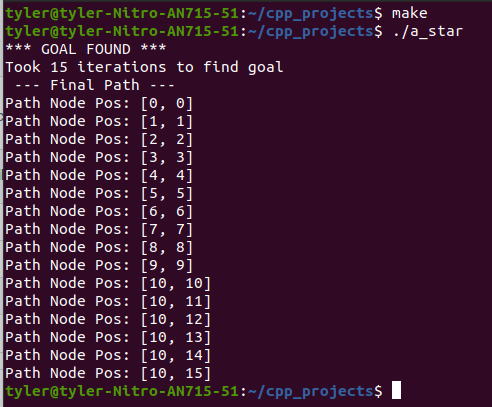 tyler@tyler-Nitro-AN715-51:~/cpp_projects$ make
tyler@tyler-Nitro-AN715-51:~/cpp_projects$ ./a_star
*** GOAL FOUND ***
Took 15 iterations to find goal
 --- Final Path ---
Path Node Pos: [0, 0]
Path Node Pos: [1, 1]
Path Node Pos: [2, 2]
Path Node Pos: [3, 3]
Path Node Pos: [4, 4]
Path Node Pos: [5, 5]
Path Node Pos: [6, 6]
Path Node Pos: [7, 7]
Path Node Pos: [8, 8]
Path Node Pos: [9, 9]
Path Node Pos: [10, 10]
Path Node Pos: [10, 11]
Path Node Pos: [10, 12]
Path Node Pos: [10, 13]
Path Node Pos: [10, 14]
Path Node Pos: [10, 15]
tyler@tyler-Nitro-AN715-51:~/cpp_projects$